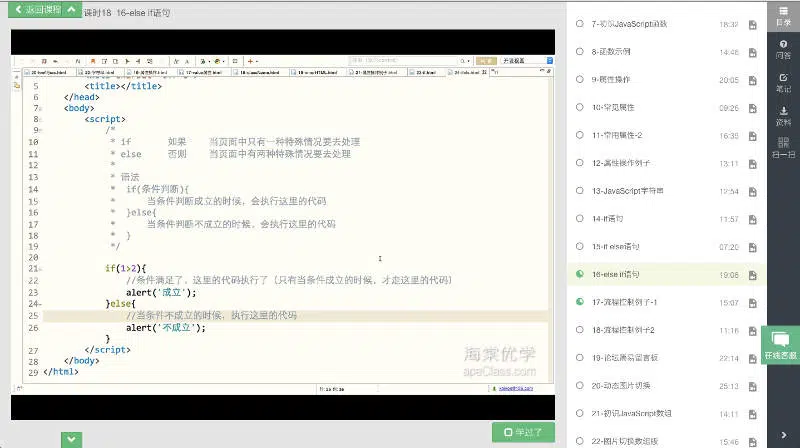 返回课程
课时18 16-else if语句
5 <title></title>
6 </head>
7 <body>
8 <script>
9 /*
10 * if 如果 当页面中只有一种特殊情况要去处理
11 * else 否则 当页面中有两种特殊情况要去处理
12 *
13 * 语法
14 * if(条件判断){
15 * 当条件判断成立的时候，会执行这里的代码
16 * }else{
17 * 当条件判断不成立的时候，会执行这里的代码
18 * }
19 */
20
21 if(1>2){
22 //条件满足了，这里的代码执行了（只有当条件成立的时候，才走这里的代码）
23 alert('成立');
24 }else{
25 //当条件不成立的时候，执行这里的代码
26 alert('不成立');
}
27 </script>
28 </body>
29 </html>
海棠优学
apeClass.com
学过了
7-初识JavaScript函数 18:32
8-函数示例 14:46
9-属性操作 20:05
10-常见属性 09:26
11-常用属性-2 16:35
12-属性操作例子 13:11
13-JavaScript字符串 12:54
14-if语句 11:57
15-if else语句 07:20
16-else if语句 19:06
17-流程控制例子-1 15:07
18-流程控制例子2 11:16
19-论坛简易留言板 22:14
20-动态图片切换 25:13
21-初识JavaScript数组 14:11
22-图片切换数组版 15:46
目录
问答
笔记
资料
扫一扫
在线客服